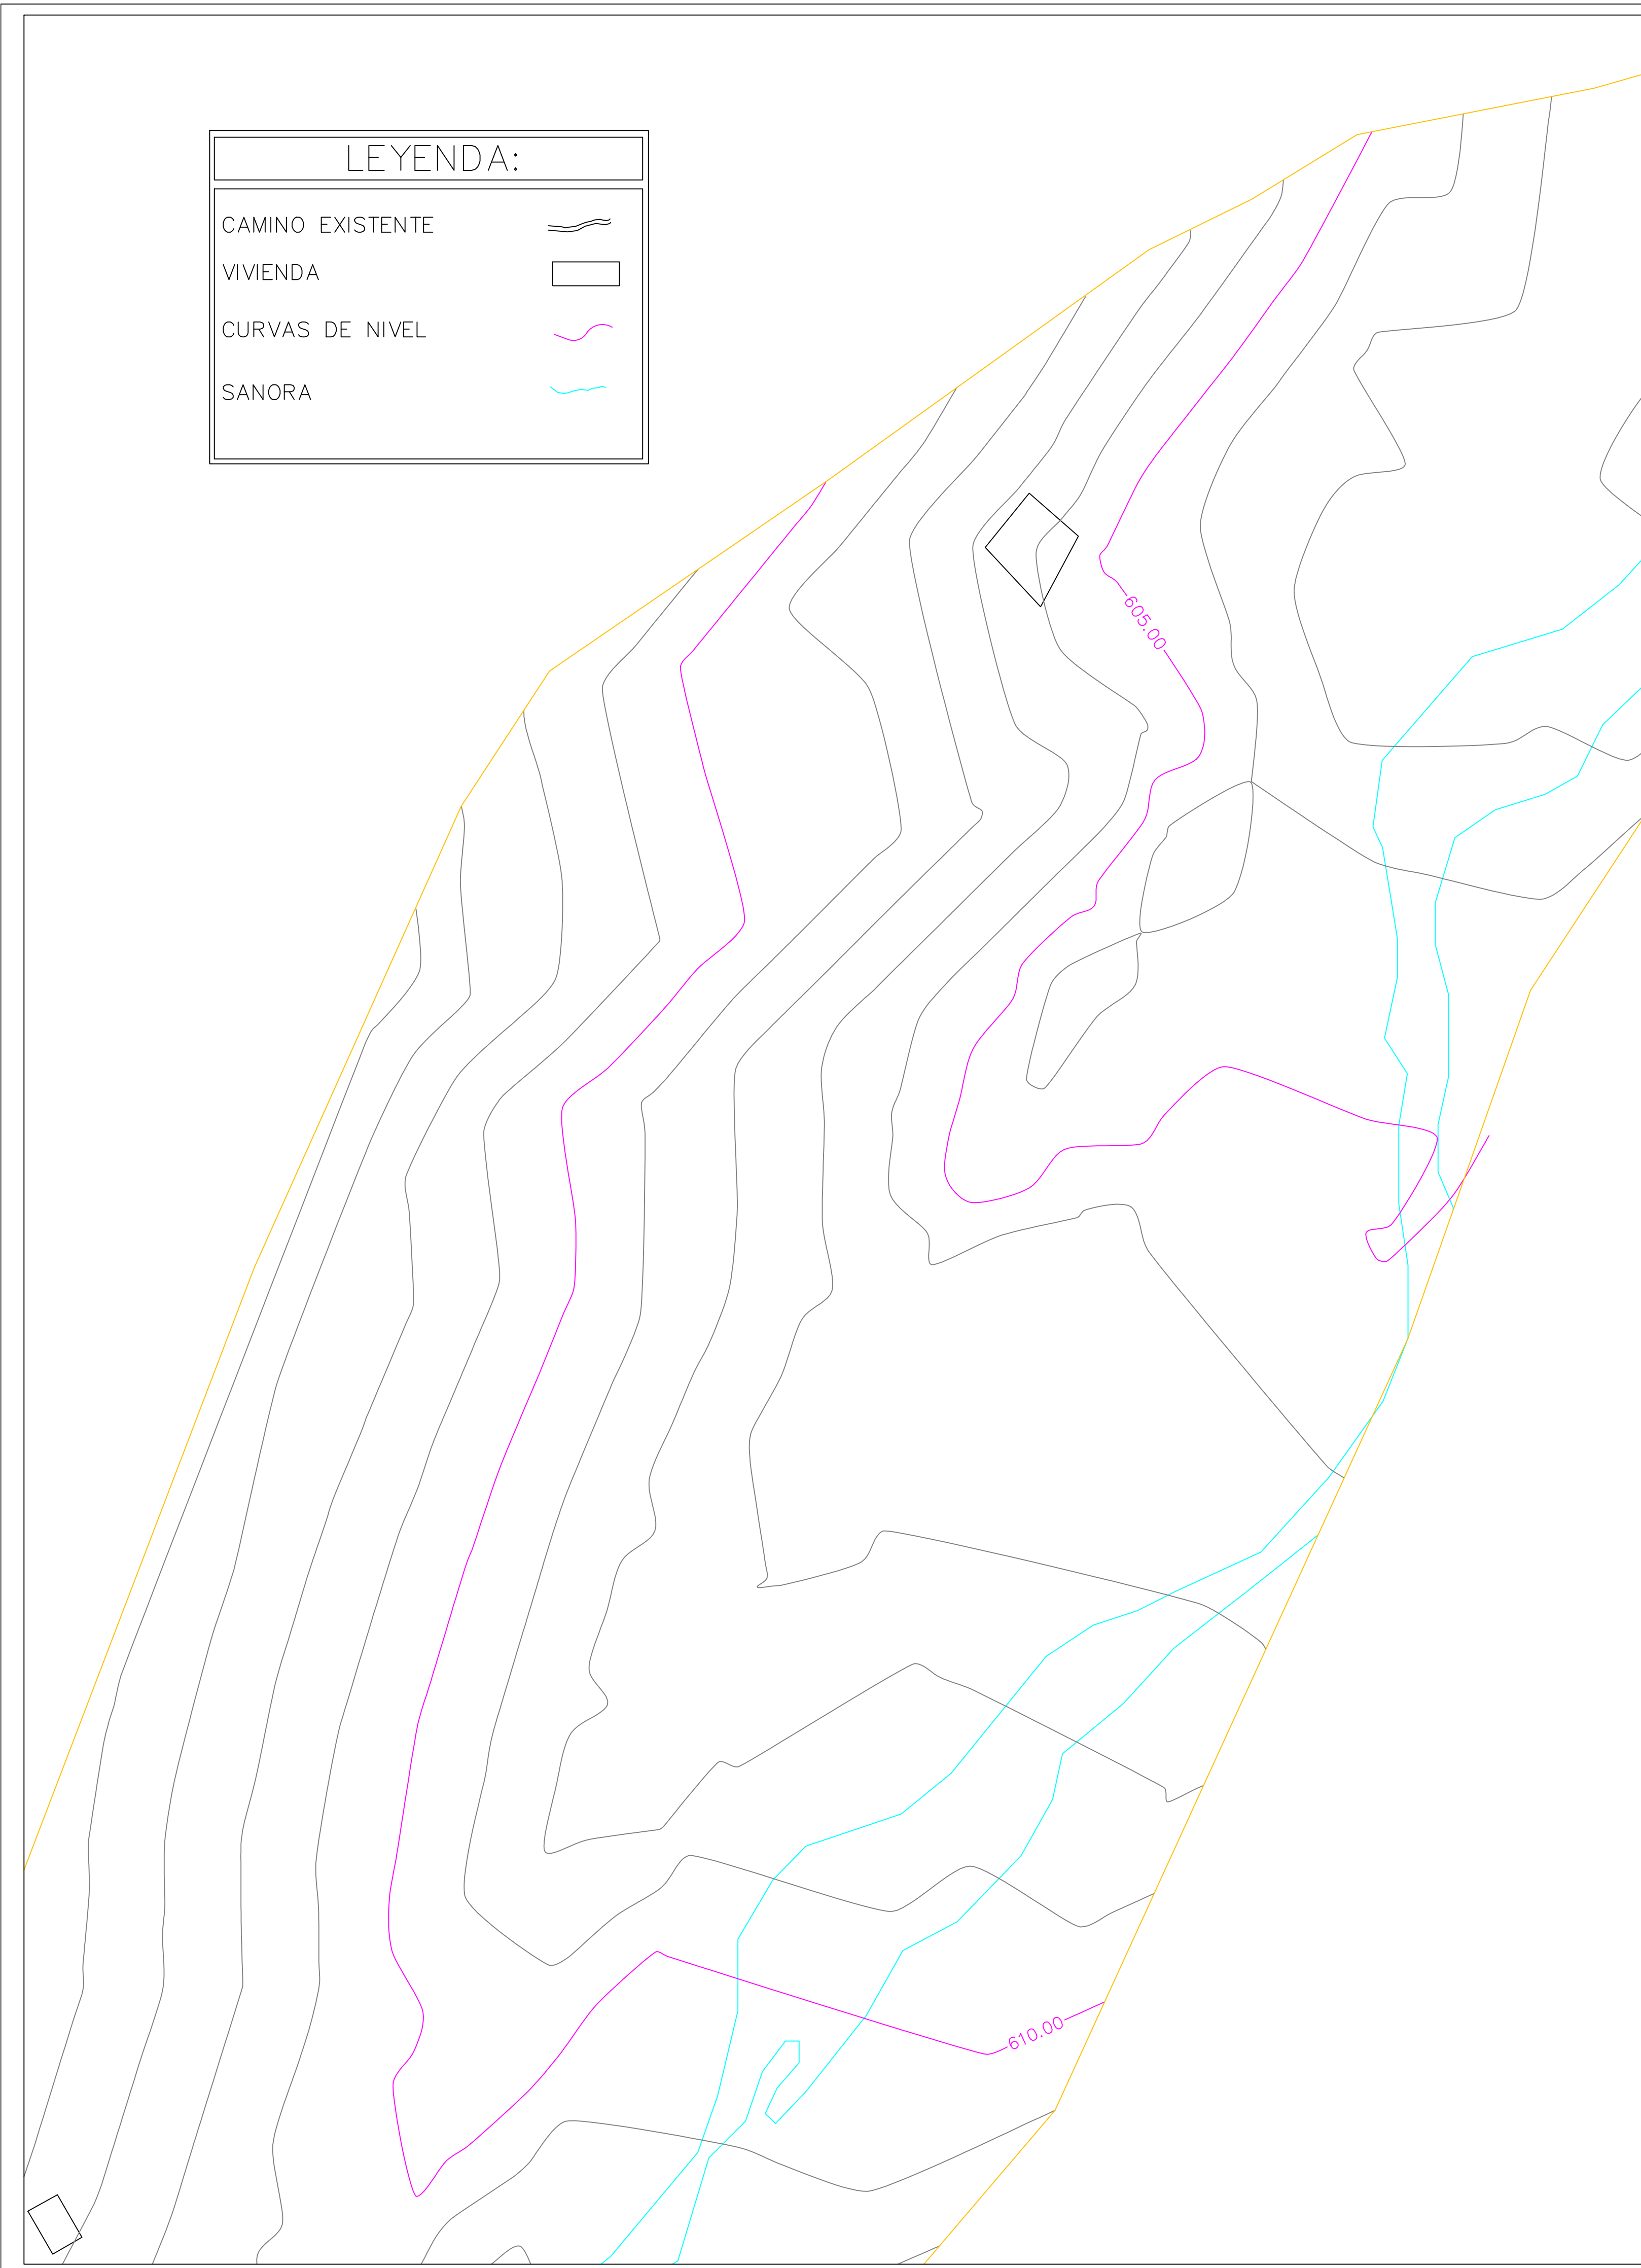 LEYENDA:
CAMINO EXISTENTE
VIVIENDA
CURVAS DE NIVEL
SANORA
605.00
610.00